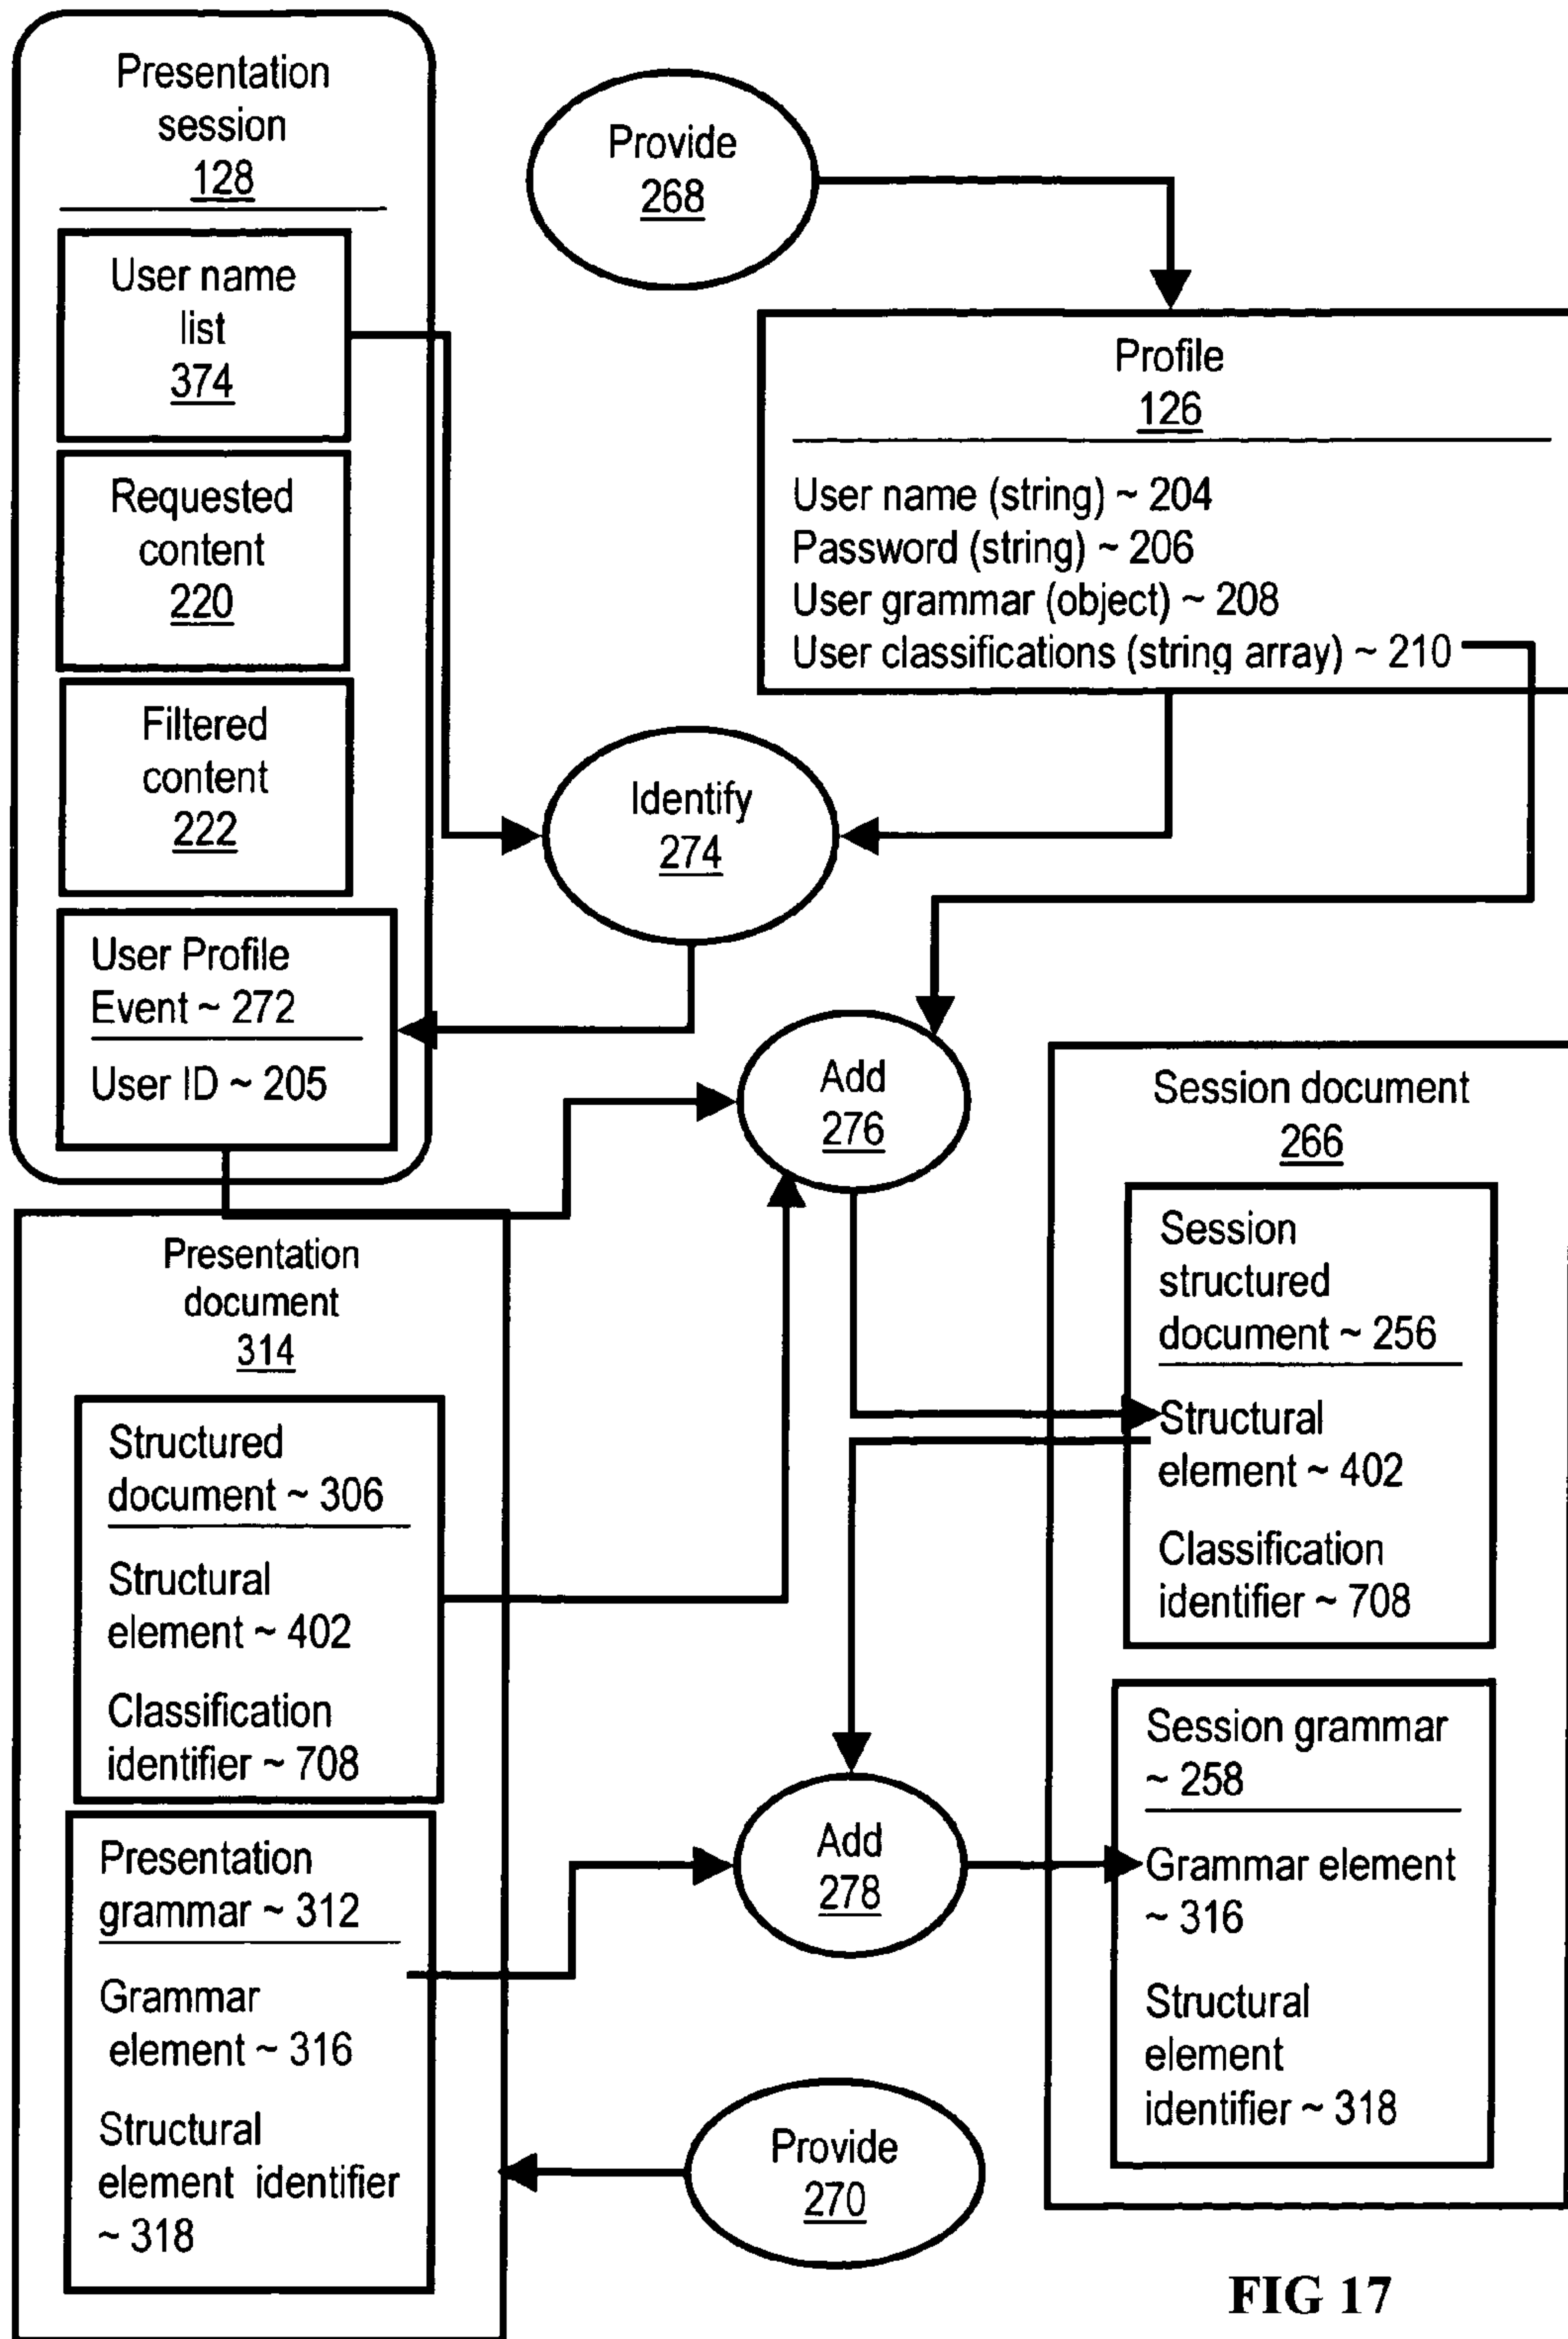 Presentation
session
128
User name
list
374
Requested
content
220
Filtered
content
222
User Profile
Event ~ 272
User ID ~ 205
Provide
268
Profile
126
User name (string) ~ 204
Password (string) ~ 206
User grammar (object) ~ 208
User classifications (string array) ~ 210
Identify
274
Add
276
Presentation
document
314
Structured
document ~ 306
Structural
element ~ 402
Classification
identifier ~ 708
Presentation
grammar ~ 312
Grammar
element ~ 316
Structural
element identifier
~ 318
Add
278
Provide
270
Session document
266
Session
structured
document ~ 256
Structural
element ~ 402
Classification
identifier ~ 708
Session grammar
~ 258
Grammar element
~ 316
Structural
element
identifier ~ 318
FIG 17